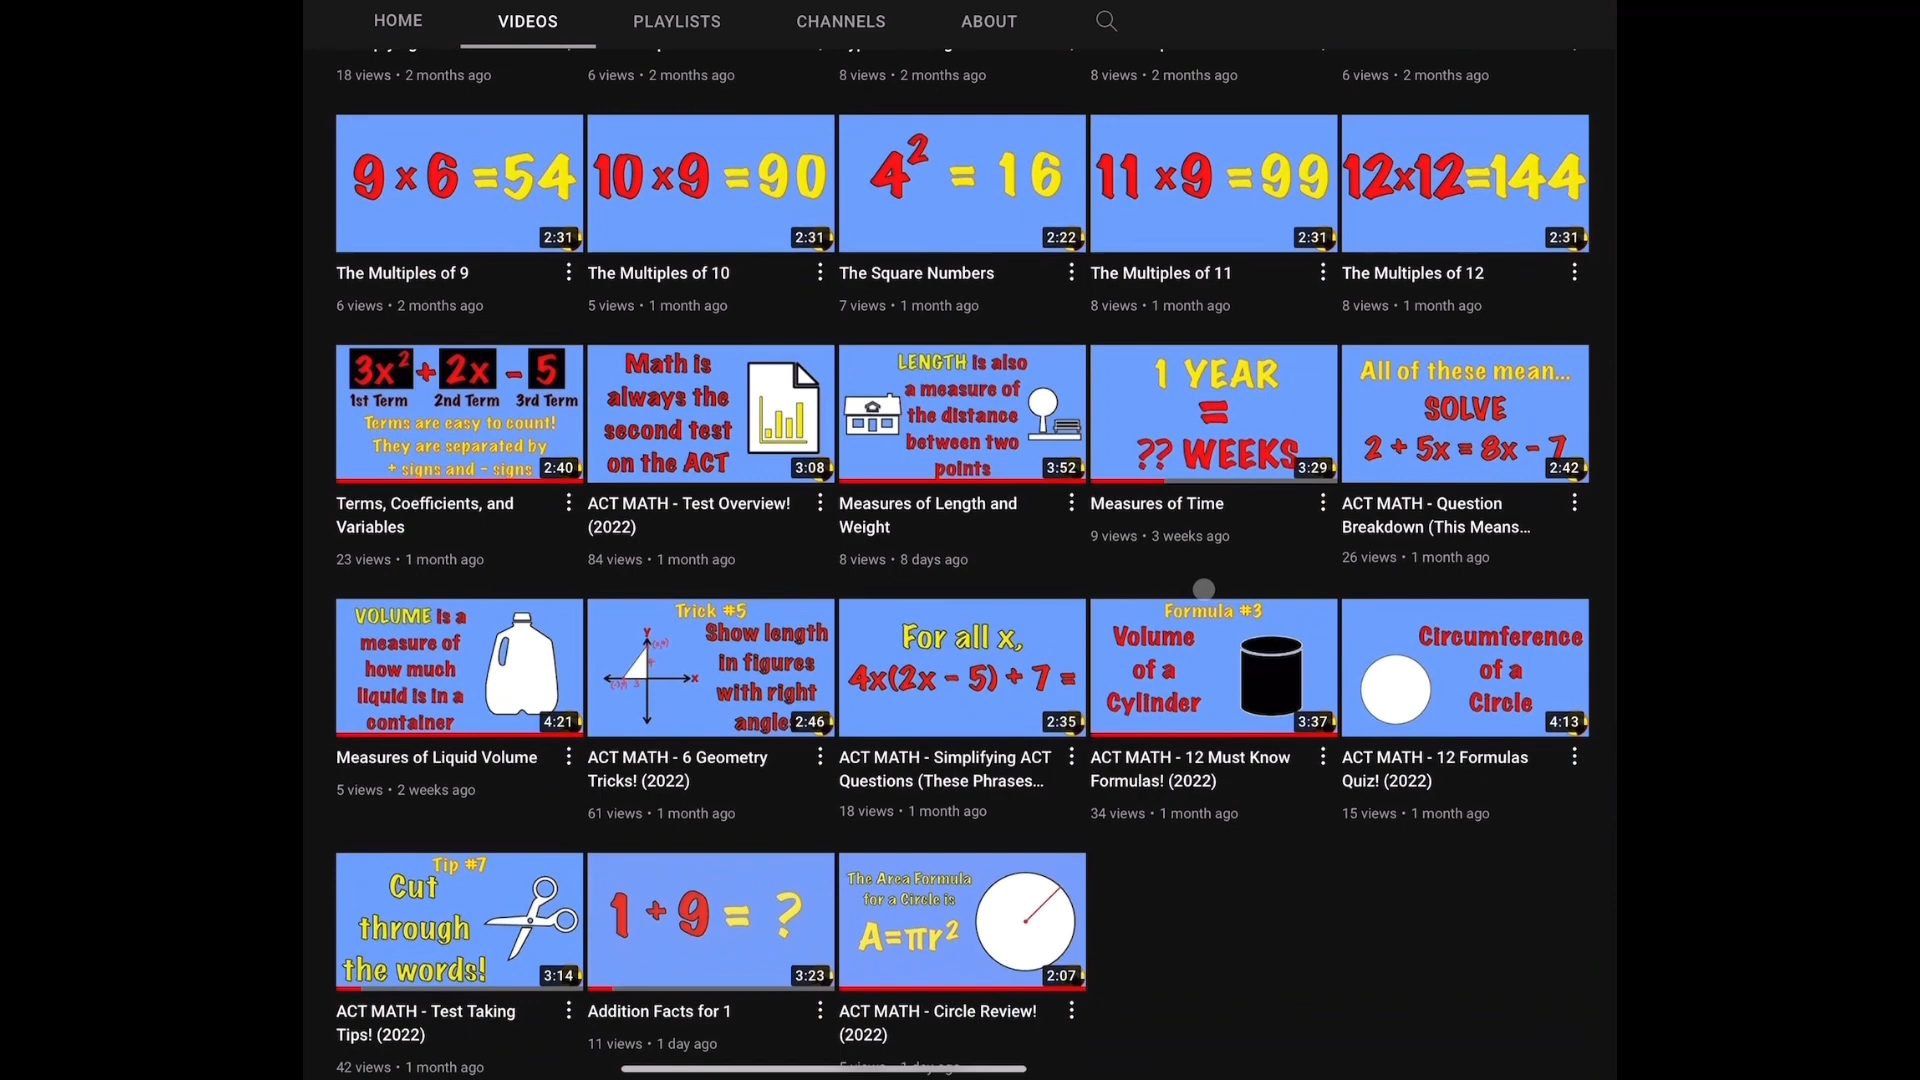 HOME VIDEOS PLAYLISTS CHANNELS ABOUT
18 views • 2 months ago
6 views • 2 months ago
8 views • 2 months ago
8 views • 2 months ago
6 views • 2 months ago
9 × 6 = 54
2:31
10 × 9 = 90
2:31
4² = 16
2:22
11 × 9 = 99
2:31
12×12=144
2:31
The Multiples of 9
6 views • 2 months ago
The Multiples of 10
5 views • 1 month ago
The Square Numbers
7 views • 1 month ago
The Multiples of 11
8 views • 1 month ago
The Multiples of 12
8 views • 1 month ago
3x² + 2x - 5
1st Term 2nd Term 3rd Term
Terms are easy to count!
They are separated by
+ signs and - signs
2:40
Math is
always the
second test
on the ACT
3:08
LENGTH is also
a measure of
the distance
between two
points
3:52
1 YEAR
=
?? WEEKS
3:29
All of these mean...
SOLVE
2 + 5x = 8x - 7
2:42
Terms, Coefficients, and
Variables
23 views • 1 month ago
ACT MATH - Test Overview!
(2022)
84 views • 1 month ago
Measures of Length and
Weight
8 views • 8 days ago
Measures of Time
9 views • 3 weeks ago
ACT MATH - Question
Breakdown (This Means...
26 views • 1 month ago
VOLUME is a
measure of
how much
liquid is in a
container
4:21
Trick #5
Show length
in figures
with right
angles
Y
X
3
2:46
For all x,
4x(2x - 5) + 7 =
2:35
Formula #3
Volume
of a
Cylinder
3:37
Circumference
of a
Circle
4:13
Measures of Liquid Volume
5 views • 2 weeks ago
ACT MATH - 6 Geometry
Tricks! (2022)
61 views • 1 month ago
ACT MATH - Simplifying ACT
Questions (These Phrases...
18 views • 1 month ago
ACT MATH - 12 Must Know
Formulas! (2022)
34 views • 1 month ago
ACT MATH - 12 Formulas
Quiz! (2022)
15 views • 1 month ago
Tip #7
Cut
through
the words!
3:14
1 + 9 = ?
3:23
The Area Formula
for a Circle is
A=πr²
2:07
ACT MATH - Test Taking
Tips! (2022)
42 views • 1 month ago
Addition Facts for 1
11 views • 1 day ago
ACT MATH - Circle Review!
(2022)
5 views • 1 day ago